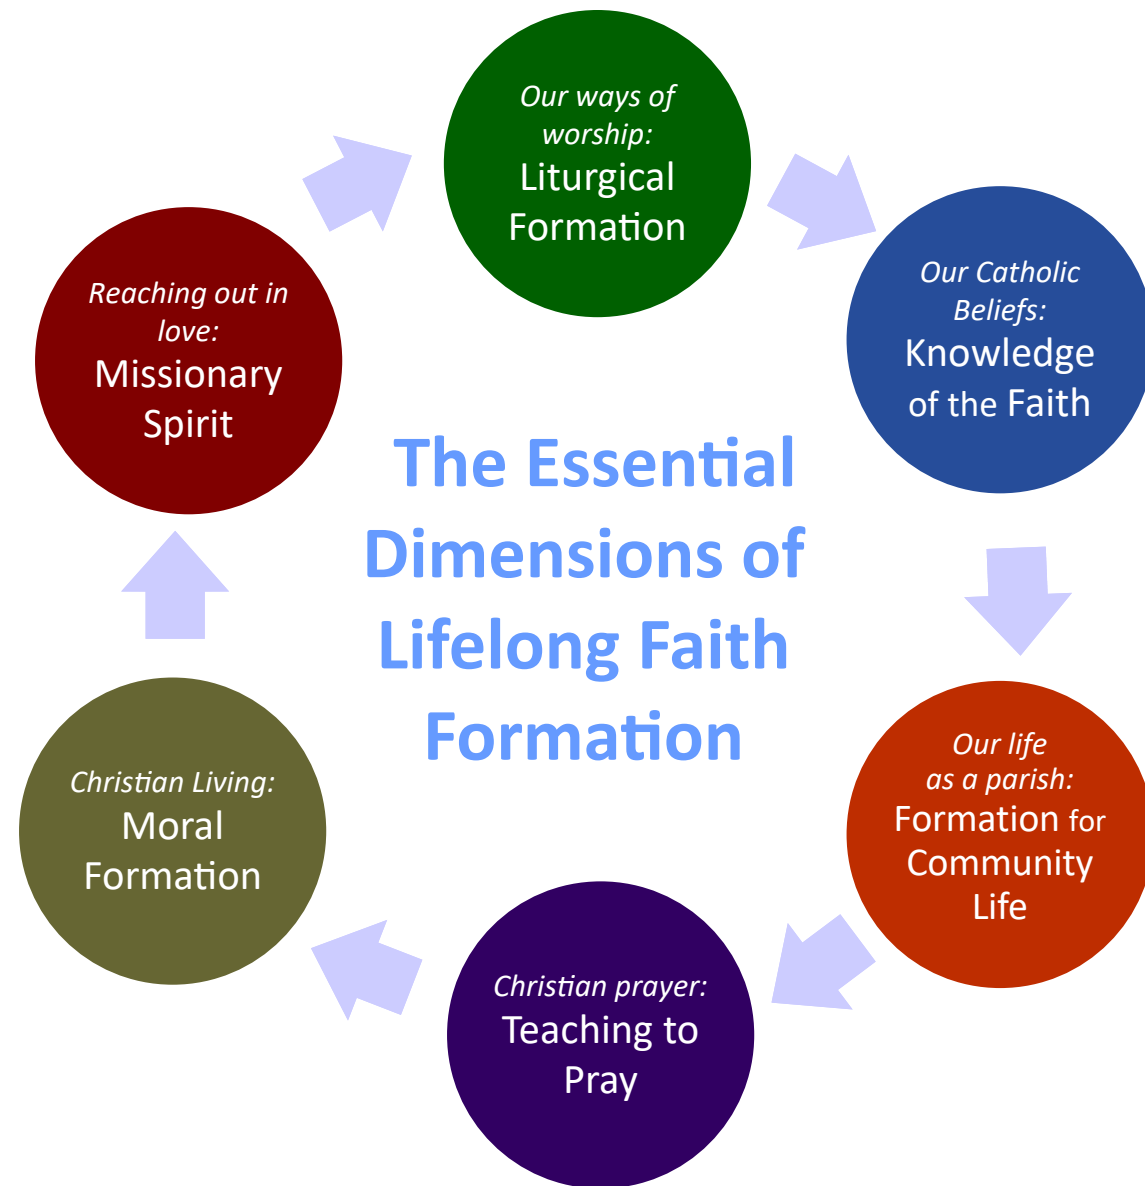 Our ways of
worship:
Liturgical
Formation
Our Catholic
Beliefs:
Knowledge
of the Faith
Our life
as a parish:
Formation for
Community
Life
Christian prayer:
Teaching to
Pray
Christian Living:
Moral
Formation
Reaching out in
love:
Missionary
Spirit
The Essential
Dimensions of
Lifelong Faith
Formation